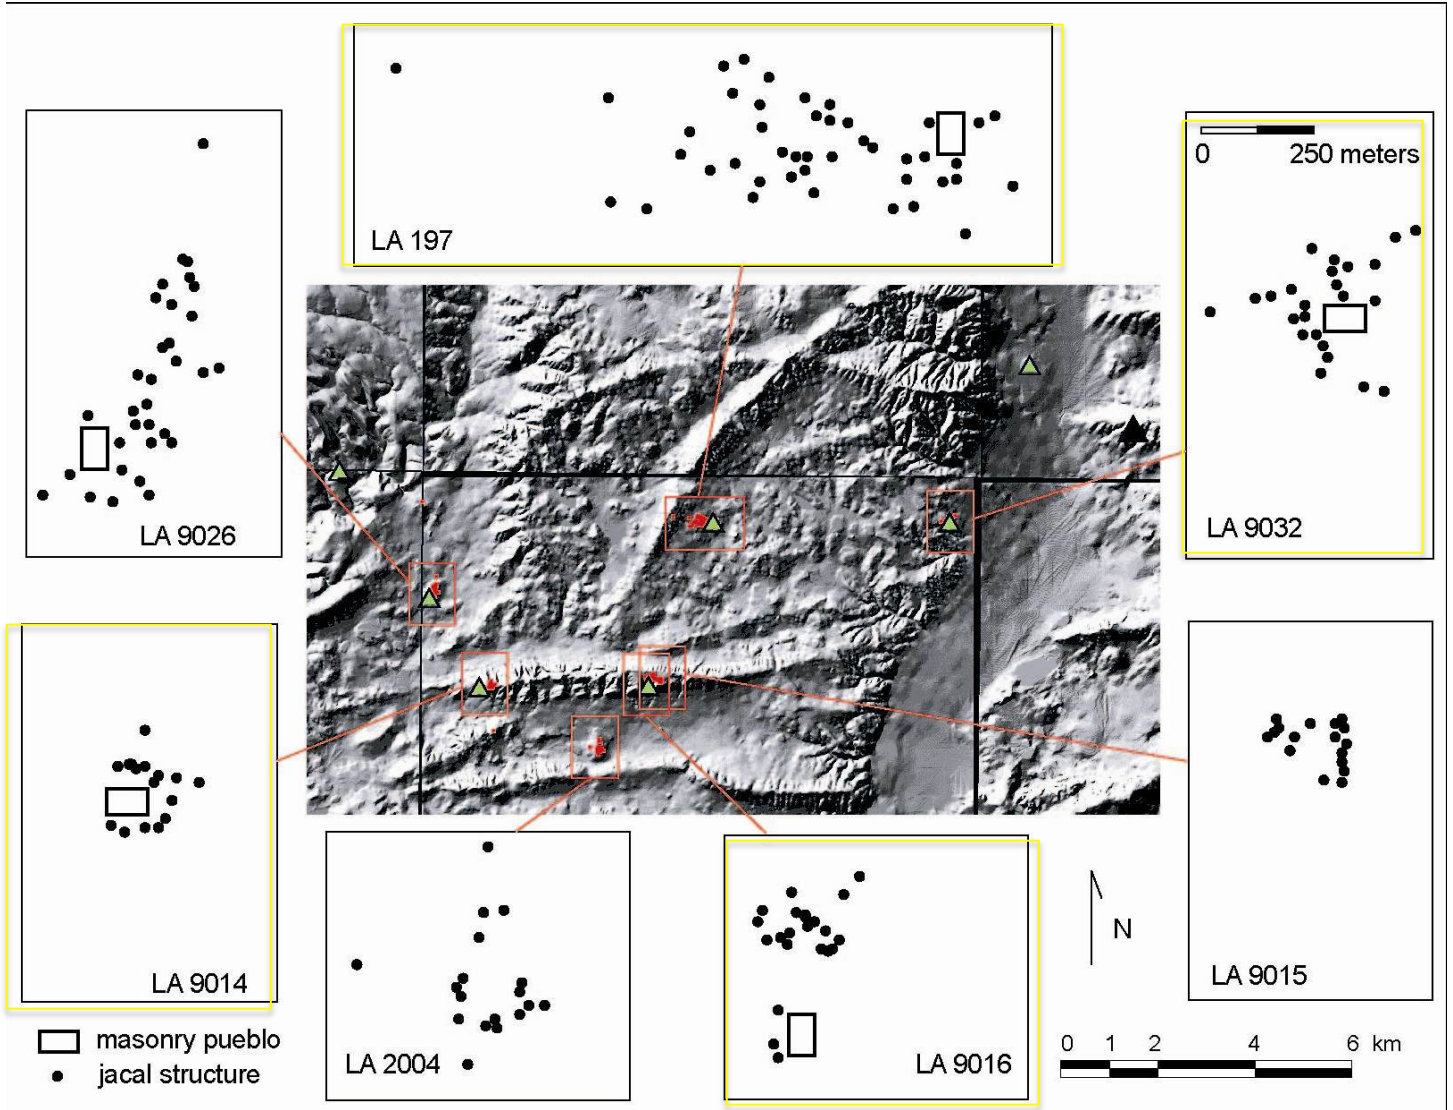 LA 197
0 250 meters
LA 9032
LA 9026
LA 9014
LA 9015
LA 2004
LA 9016
N
masonry pueblo
jacal structure
0 1 2 4 6 km